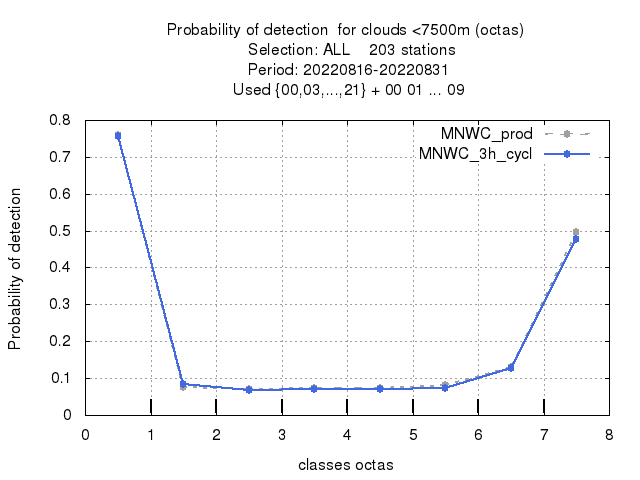 Probability of detection  for clouds <7500m (octas)
Selection: ALL    203 stations
Period: 20220816-20220831
Used {00,03,...,21} + 00 01 ... 09
MNWC_prod
MNWC_3h_cycl
Probability of detection
0.8
0.7
0.6
0.5
0.4
0.3
0.2
0.1
0
0 1 2 3 4 5 6 7 8
classes octas